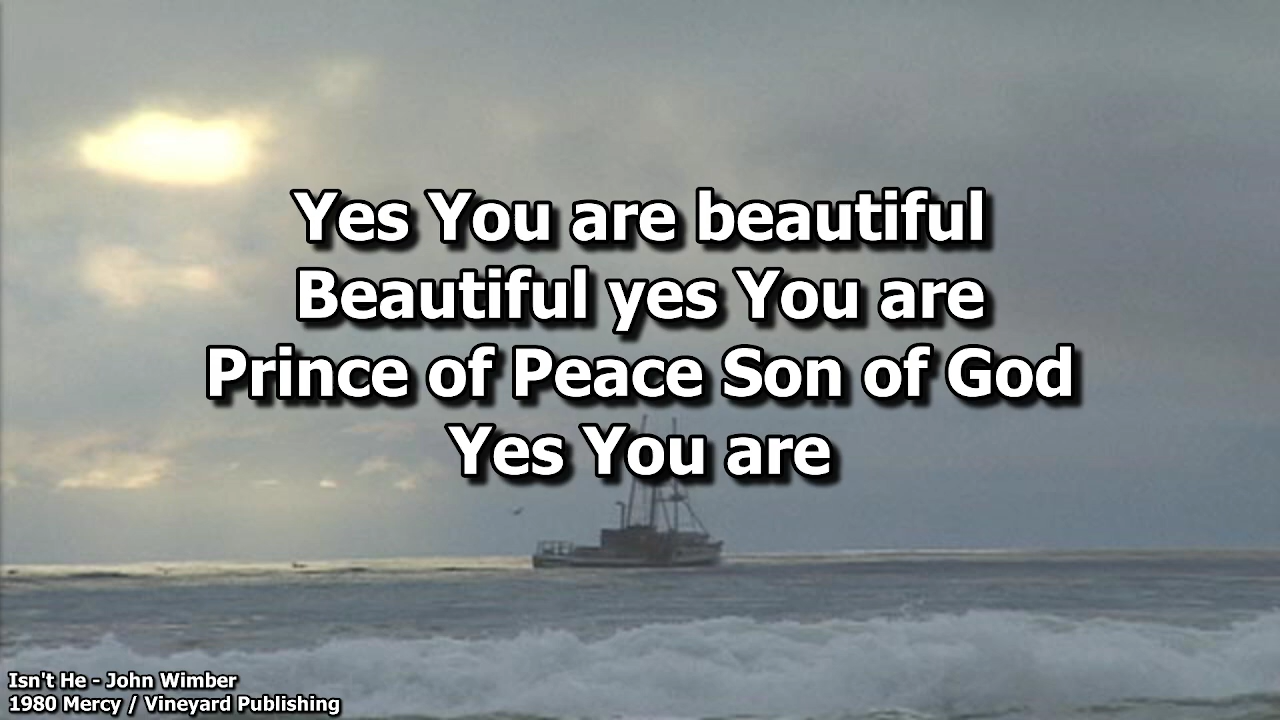 Yes You are beautiful
Beautiful yes You are
Prince of Peace Son of God
Yes You are
Isn't He - John Wimber
1980 Mercy / Vineyard Publishing